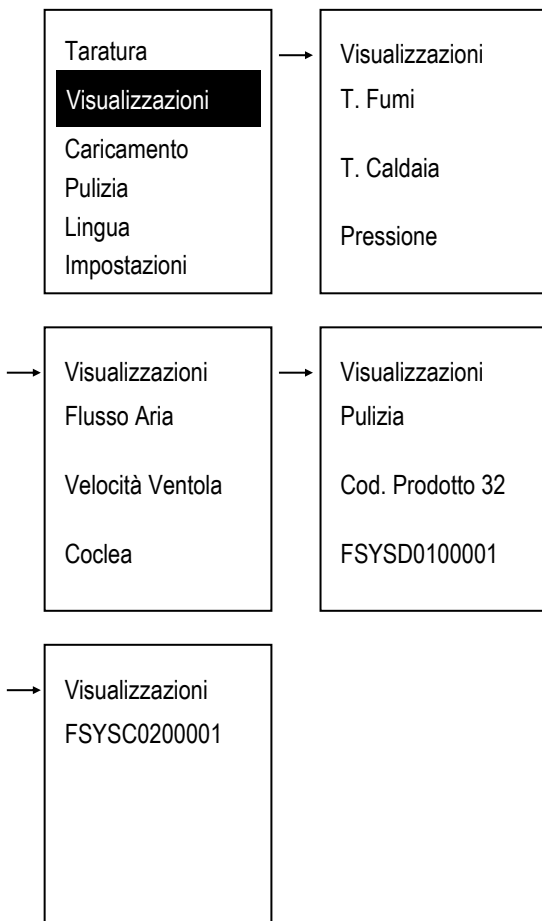 Taratura
Visualizzazioni
Caricamento
Pulizia
Lingua
Impostazioni
Visualizzazioni
T. Fumi
T. Caldaia
Pressione
Visualizzazioni
Flusso Aria
Velocità Ventola
Coclea
Visualizzazioni
Pulizia
Cod. Prodotto 32
FSYSD0100001
Visualizzazioni
FSYSC0200001